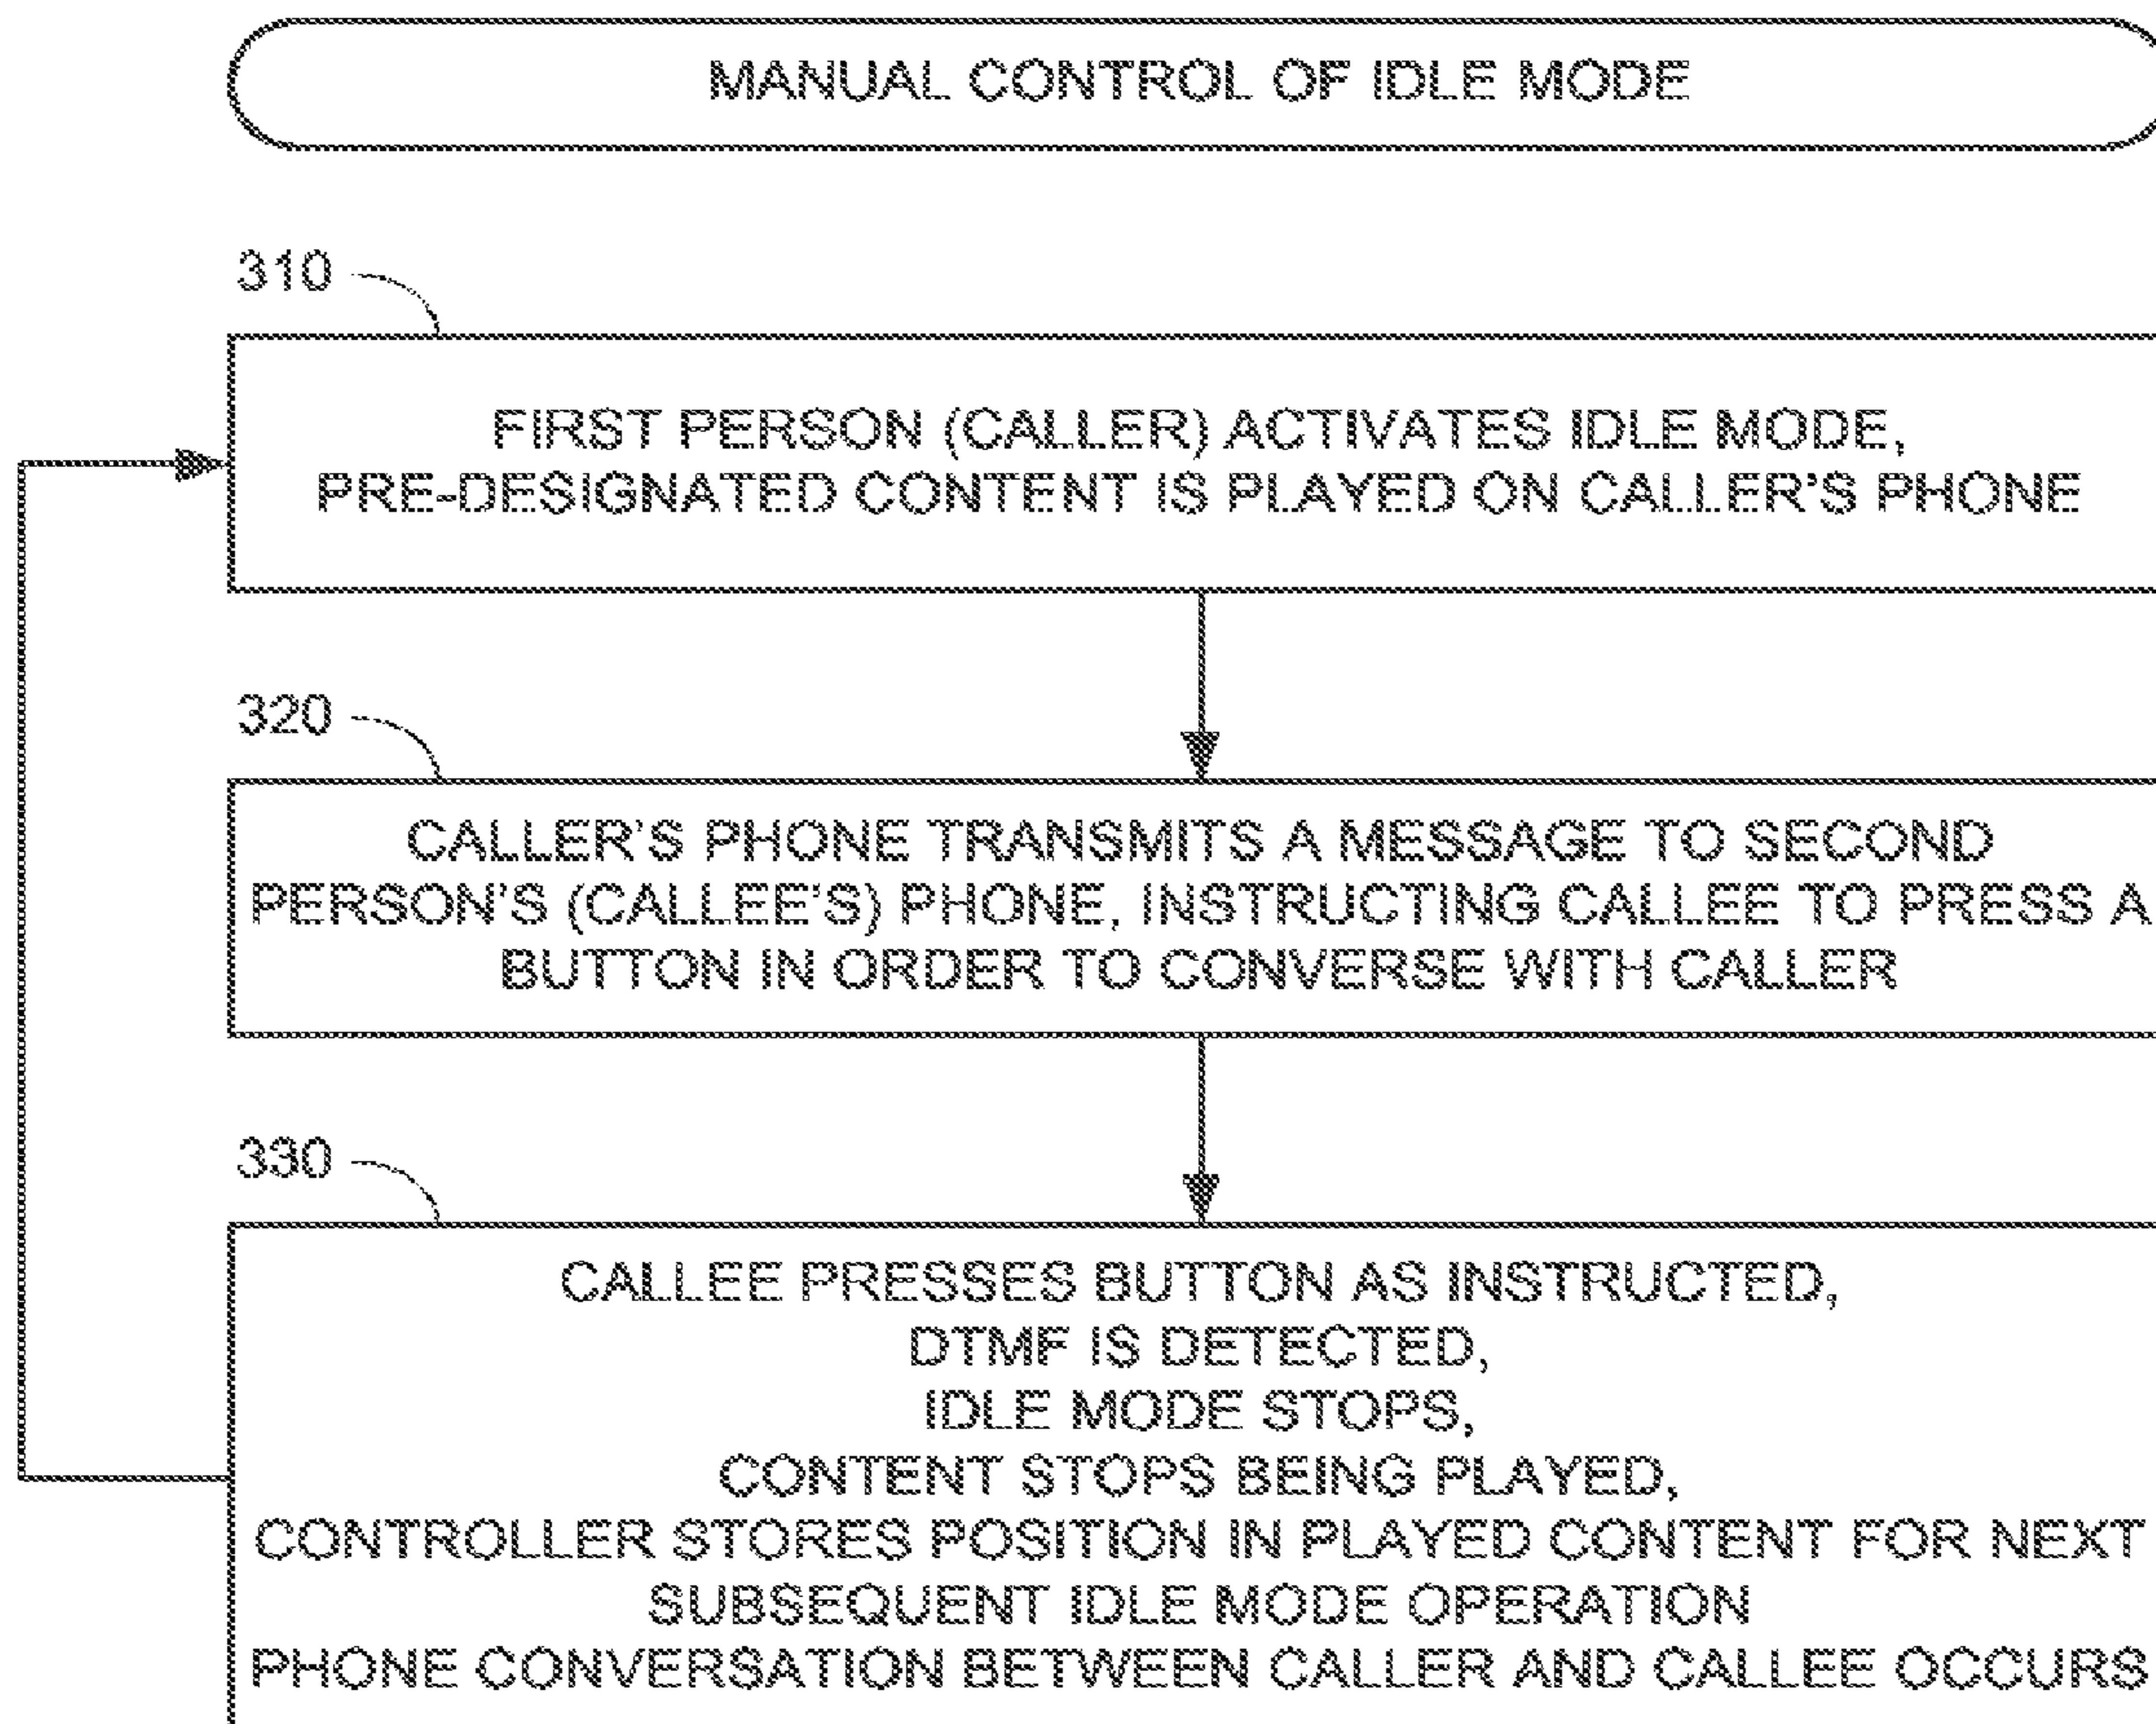 MANUAL CONTROL OF IDLE MODE
310
FIRST PERSON (CALLER) ACTIVATES IDLE MODE,
PRE-DESIGNATED CONTENT IS PLAYED ON CALLER'S PHONE
320
CALLER'S PHONE TRANSMITS A MESSAGE TO SECOND
PERSON'S (CALLEE'S) PHONE, INSTRUCTING CALLEE TO PRESS A
BUTTON IN ORDER TO CONVERSE WITH CALLER
330
CALLEE PRESSES BUTTON AS INSTRUCTED,
DTMF IS DETECTED,
IDLE MODE STOPS,
CONTENT STOPS BEING PLAYED,
CONTROLLER STORES POSITION IN PLAYED CONTENT FOR NEXT
SUBSEQUENT IDLE MODE OPERATION
PHONE CONVERSATION BETWEEN CALLER AND CALLEE OCCURS